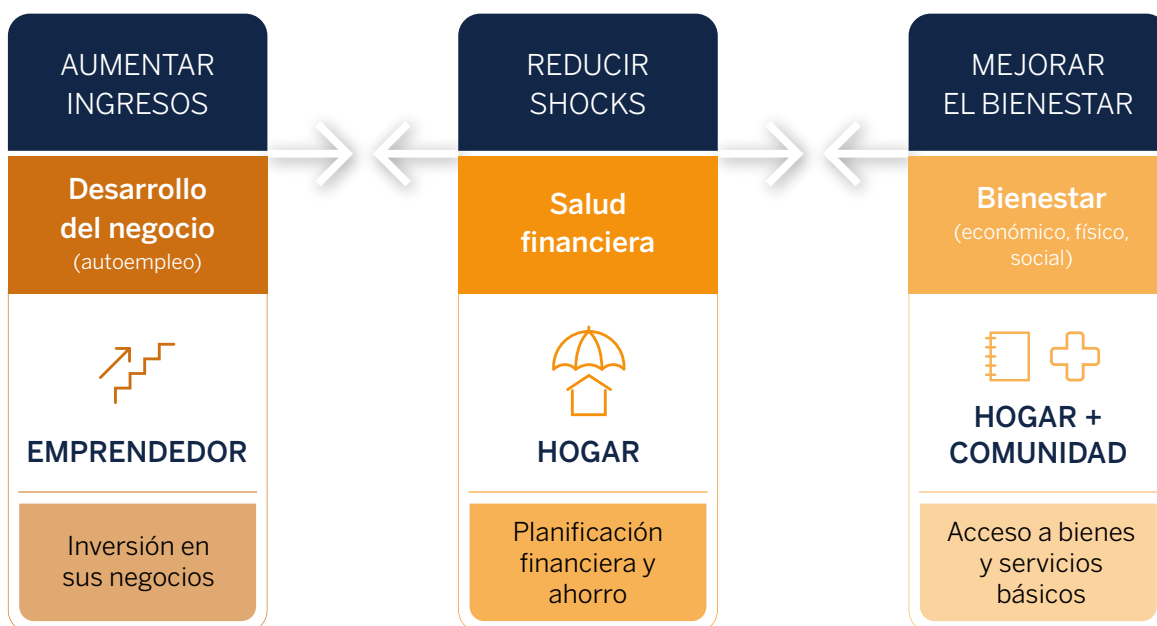 AUMENTAR
INGRESOS
Desarrollo
del negocio
(autoempleo)
EMPRENDEDOR
Inversión en
sus negocios
REDUCIR
SHOCKS
Salud
financiera
HOGAR
Planificación
financiera y
ahorro
MEJORAR
EL BIENESTAR
Bienestar
(económico, físico,
social)
HOGAR +
COMUNIDAD
Acceso a bienes
y servicios
básicos